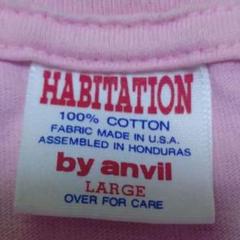 HABITATION
100% COTTON
FABRIC MADE IN U.S.A.
ASSEMBLED IN HONDURAS
by anvil
LARGE
OVER FOR CARE